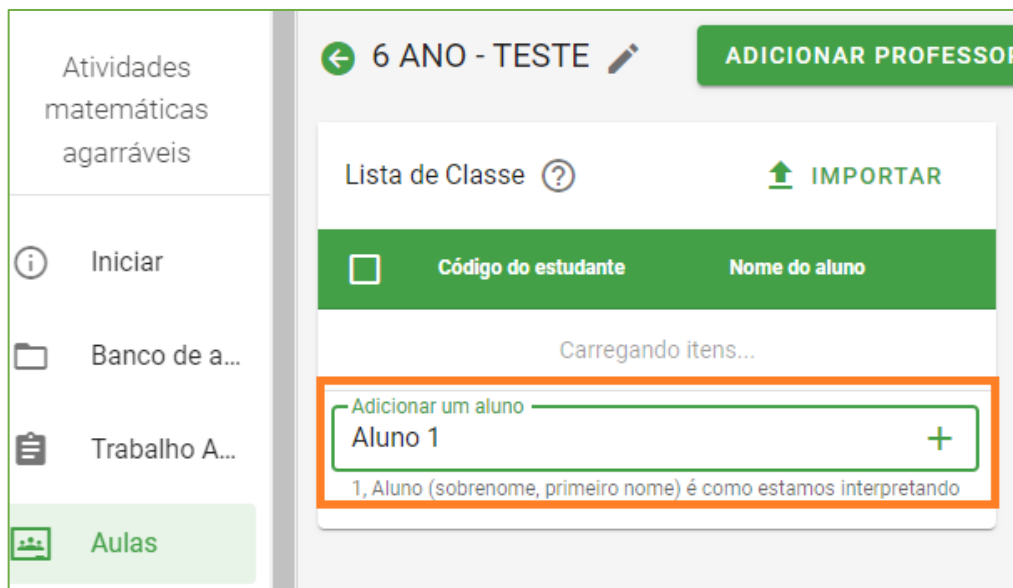 Atividades
matemáticas
agarráveis
Iniciar
Banco de a...
Trabalho A...
Aulas
6 ANO - TESTE
ADICIONAR PROFESSOR
Lista de Classe
IMPORTAR
Código do estudante
Nome do aluno
Carregando itens...
Adicionar um aluno
Aluno 1
1, Aluno (sobrenome, primeiro nome) é como estamos interpretando